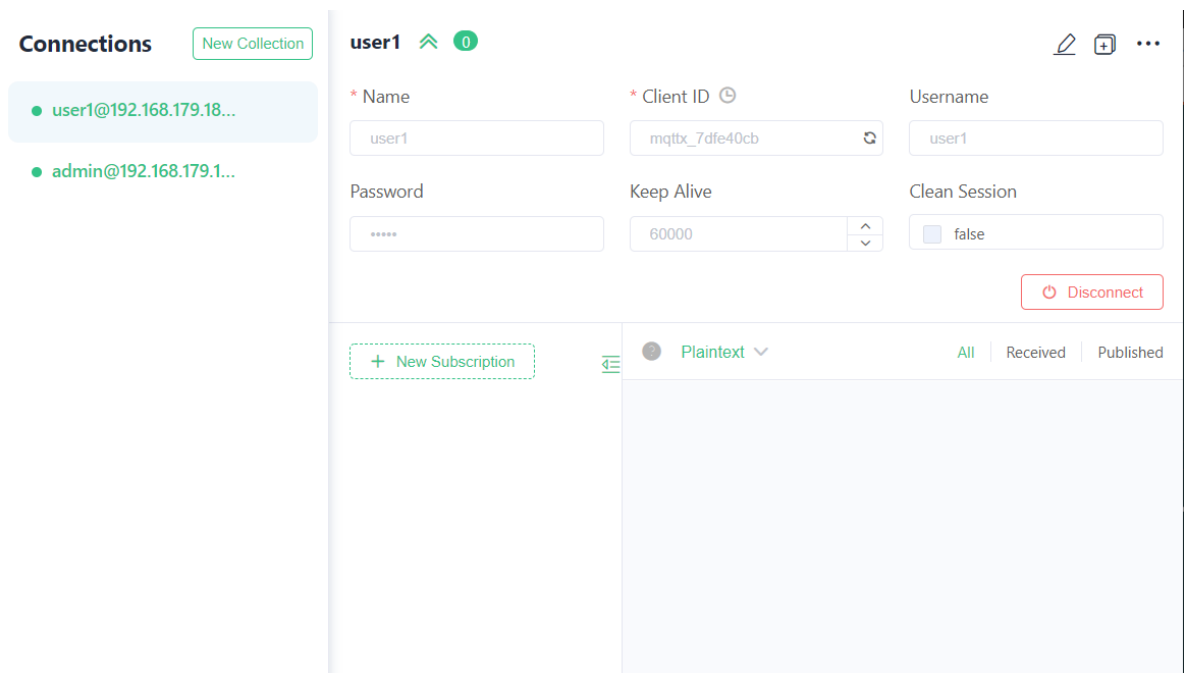 Connections
New Collection
user1@192.168.179.18...
admin@192.168.179.1...
user1 0
* Name
* Client ID
Username
user1
mqttx_7dfe40cb
user1
Password
Keep Alive
Clean Session
•••••
60000
false
Disconnect
+ New Subscription
? Plaintext
All
Received
Published